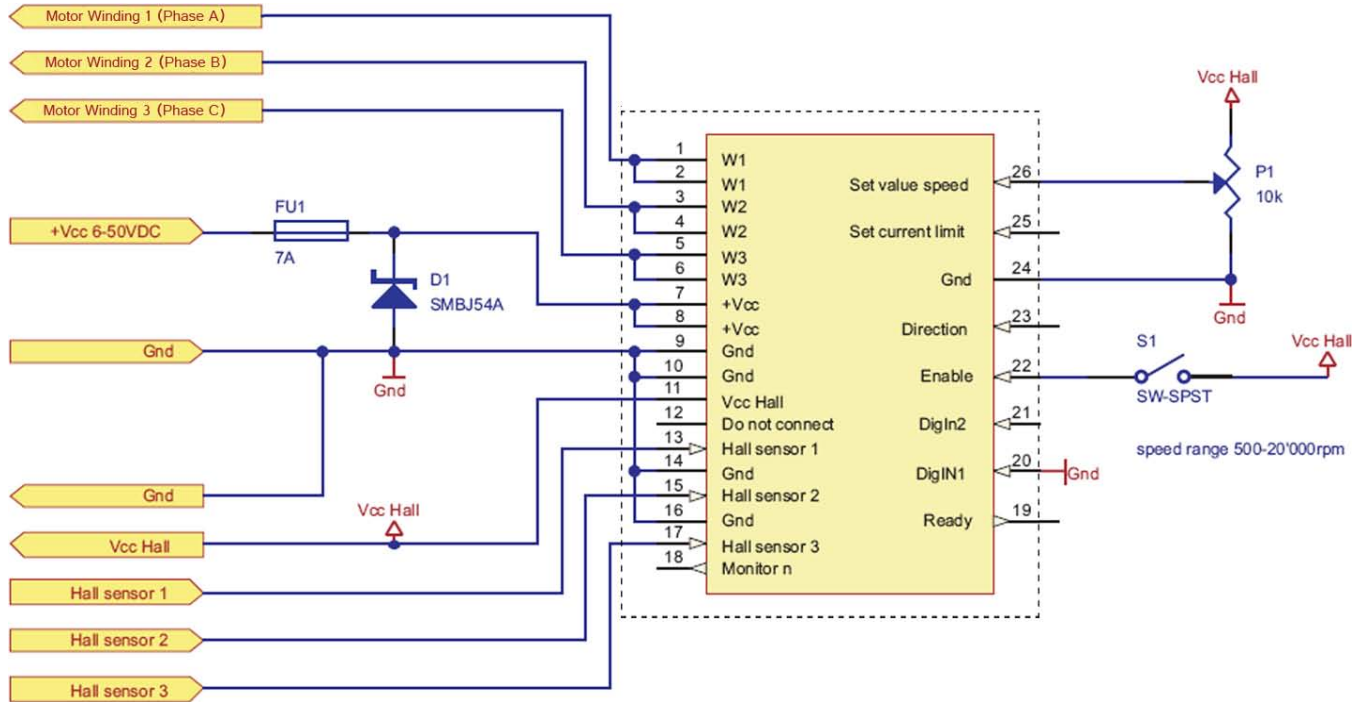 Motor Winding 1 (Phase A)
Motor Winding 2 (Phase B)
Motor Winding 3 (Phase C)
+Vcc 6-50VDC
FU1
7A
D1
SMBJ54A
Gnd
Gnd
Gnd
Vcc Hall
Vcc Hall
Hall sensor 1
Hall sensor 2
Hall sensor 3
1 W1
2 W1
3 W2
4 W2
5 W3
6 W3
7 +Vcc
8 +Vcc
9 Gnd
10 Gnd
11 Vcc Hall
12 Do not connect
13 Hall sensor 1
14 Gnd
15 Hall sensor 2
16 Gnd
17 Hall sensor 3
18 Monitor n
Set value speed 26
Set current limit 25
Gnd 24
Direction 23
Enable 22
DigIn2 21
DigIN1 20
Gnd
Ready 19
Vcc Hall
P1
10k
Gnd
S1
SW-SPST
Vcc Hall
speed range 500-20'000rpm